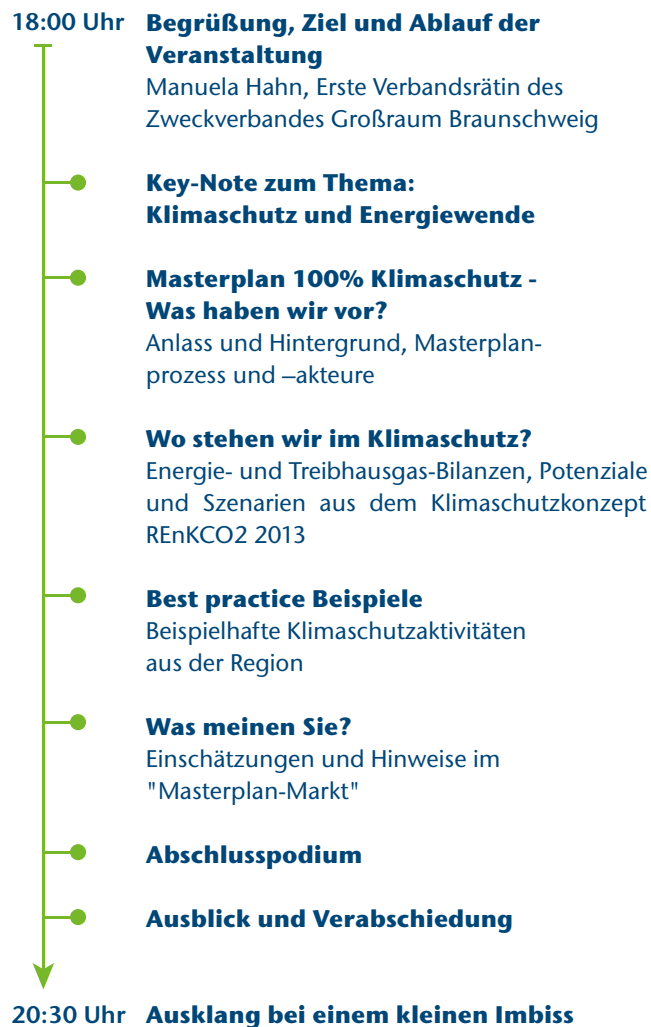 18:00 Uhr Begrüßung, Ziel und Ablauf der
Veranstaltung
Manuela Hahn, Erste Verbandsrätin des
Zweckverbandes Großraum Braunschweig
Key-Note zum Thema:
Klimaschutz und Energiewende
Masterplan 100% Klimaschutz -
Was haben wir vor?
Anlass und Hintergrund, Masterplan-
prozess und –akteure
Wo stehen wir im Klimaschutz?
Energie- und Treibhausgas-Bilanzen, Potenziale
und Szenarien aus dem Klimaschutzkonzept
REnKCO2 2013
Best practice Beispiele
Beispielhafte Klimaschutzaktivitäten
aus der Region
Was meinen Sie?
Einschätzungen und Hinweise im
"Masterplan-Markt"
Abschlusspodium
Ausblick und Verabschiedung
20:30 Uhr Ausklang bei einem kleinen Imbiss